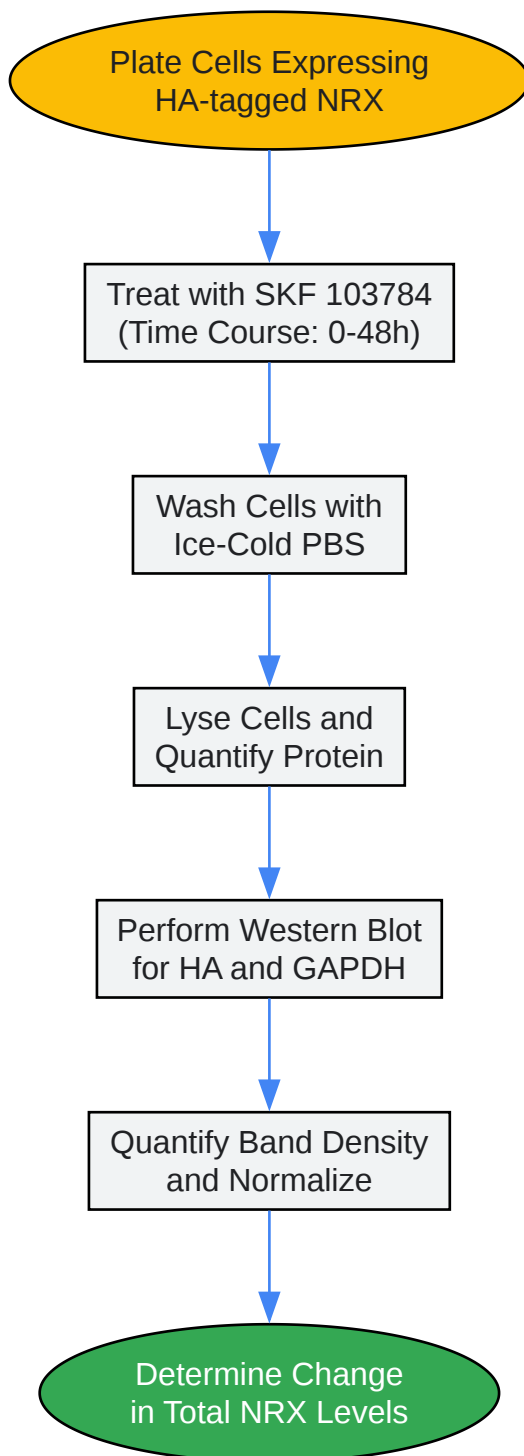 Plate Cells Expressing
HA-tagged NRX
Treat with SKF 103784
(Time Course: 0-48h)
Wash Cells with
Ice-Cold PBS
Lyse Cells and
Quantify Protein
Perform Western Blot
for HA and GAPDH
Quantify Band Density
and Normalize
Determine Change
in Total NRX Levels